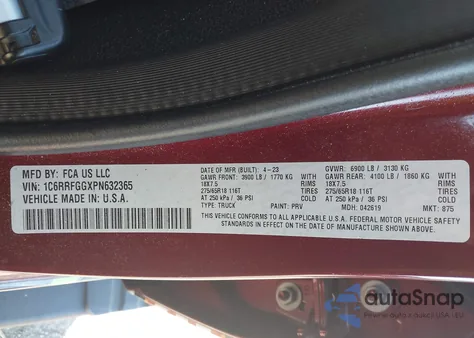 MFD BY: FCA US LLC
VIN: 1C6RRFGGXPN632365
VEHICLE MADE IN: U.S.A.
DATE OF MFR (BUILT): 4-23 GVWR: 6900 LB / 3130 KG
GAWR FRONT: 3900 LB / 1770 KG GAWR REAR: 4100 LB / 1860 KG
18X7.5 RIMS 18X7.5 RIMS
275/65R18 116T TIRES 275/65R18 116T TIRES
AT 250 kPa / 36 PSI COLD AT 250 kPa / 36 PSI COLD
THIS VEHICLE CONFORMS TO ALL APPLICABLE U.S.A. FEDERAL MOTOR VEHICLE SAFETY
STANDARDS IN EFFECT ON THE DATE OF MANUFACTURE SHOWN ABOVE.
TYPE: TRUCK PAINT: PRV MDH: 042619 MKT: 875
autoSnap